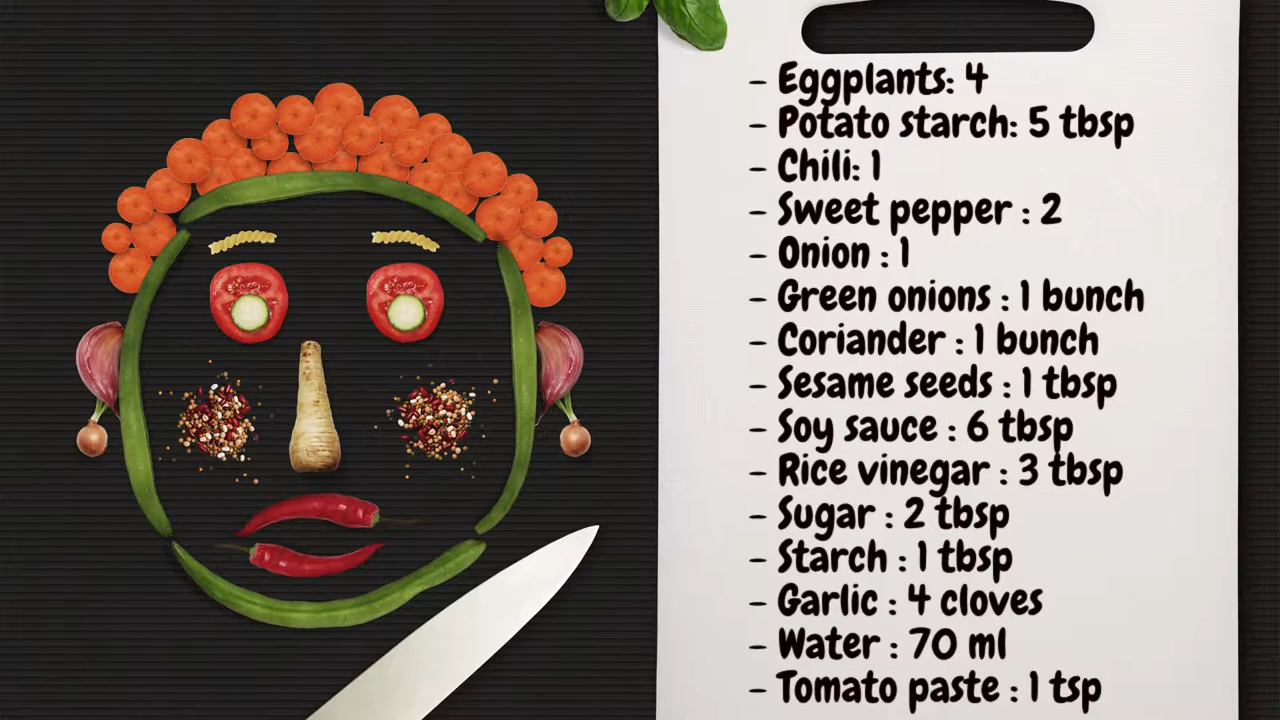 - Eggplants: 4
- Potato starch: 5 tbsp
- Chili: 1
- Sweet pepper : 2
- Onion : 1
- Green onions : 1 bunch
- Coriander : 1 bunch
- Sesame seeds : 1 tbsp
- Soy sauce : 6 tbsp
- Rice vinegar : 3 tbsp
- Sugar : 2 tbsp
- Starch : 1 tbsp
- Garlic : 4 cloves
- Water : 70 ml
- Tomato paste : 1 tsp